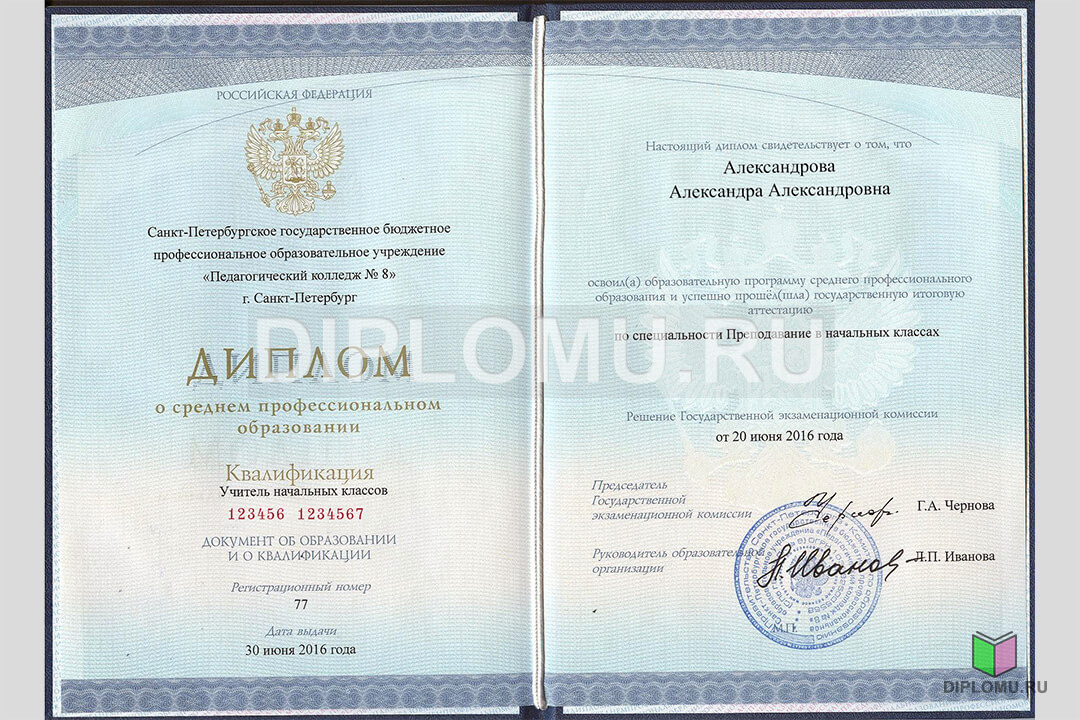 РОССИЙСКАЯ ФЕДЕРАЦИЯ
Санкт-Петербургское государственное бюджетное
профессиональное образовательное учреждение
«Педагогический колледж № 8»
г. Санкт-Петербург
ДИПЛОМ
о среднем профессиональном
образовании
Квалификация
Учитель начальных классов
123456 1234567
ДОКУМЕНТ ОБ ОБРАЗОВАНИИ
И О КВАЛИФИКАЦИИ
Регистрационный номер
77
Дата выдачи
30 июня 2016 года
Настоящий диплом свидетельствует о том, что
Александрова
Александра Александровна
освоил(а) образовательную программу среднего профессионального
образования и успешно прошёл(шла) государственную итоговую
аттестацию
по специальности Преподавание в начальных классах
Решение Государственной экзаменационной комиссии
от 20 июня 2016 года
Председатель
Государственной
экзаменационной комиссии
Г.А. Чернова
Руководитель образовательной
организации
Л.П. Иванова
М.П.
DIPLOMU.RU
DIPLOMU.RU